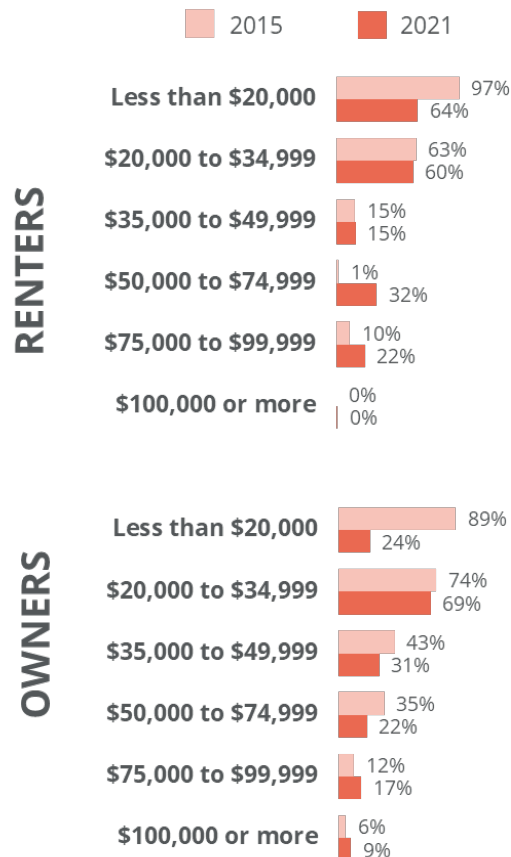 2015 2021
RENTERS
Less than $20,000
97%
64%
$20,000 to $34,999
63%
60%
$35,000 to $49,999
15%
15%
$50,000 to $74,999
1%
32%
$75,000 to $99,999
10%
22%
$100,000 or more
0%
0%
OWNERS
Less than $20,000
89%
24%
$20,000 to $34,999
74%
69%
$35,000 to $49,999
43%
31%
$50,000 to $74,999
35%
22%
$75,000 to $99,999
12%
17%
$100,000 or more
6%
9%